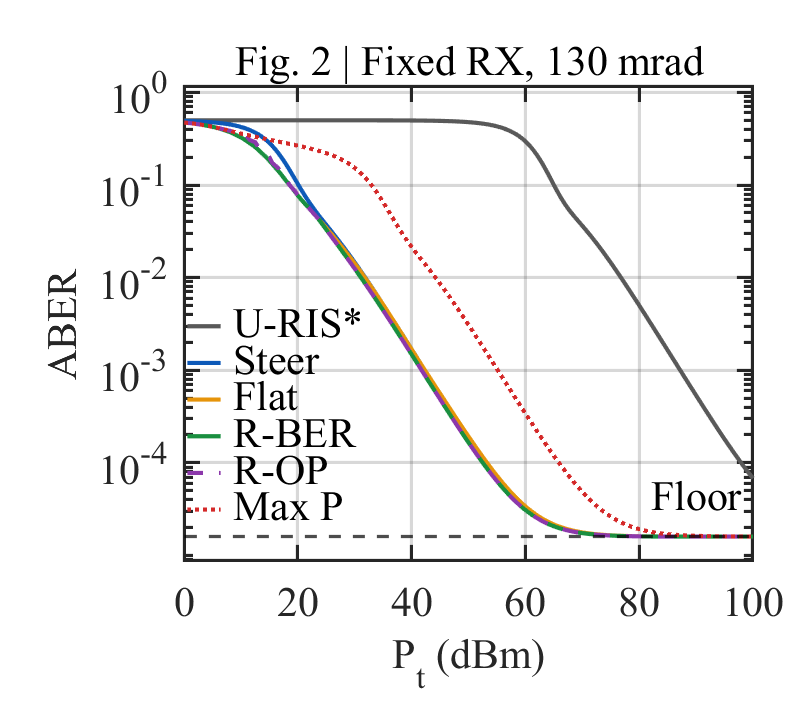 Fig. 2 | Fixed RX, 130 mrad
10^0
10^-1
10^-2
10^-3
10^-4
ABER
U-RIS*
Steer
Flat
R-BER
R-OP
Max P
Floor
0 20 40 60 80 100
P_t (dBm)